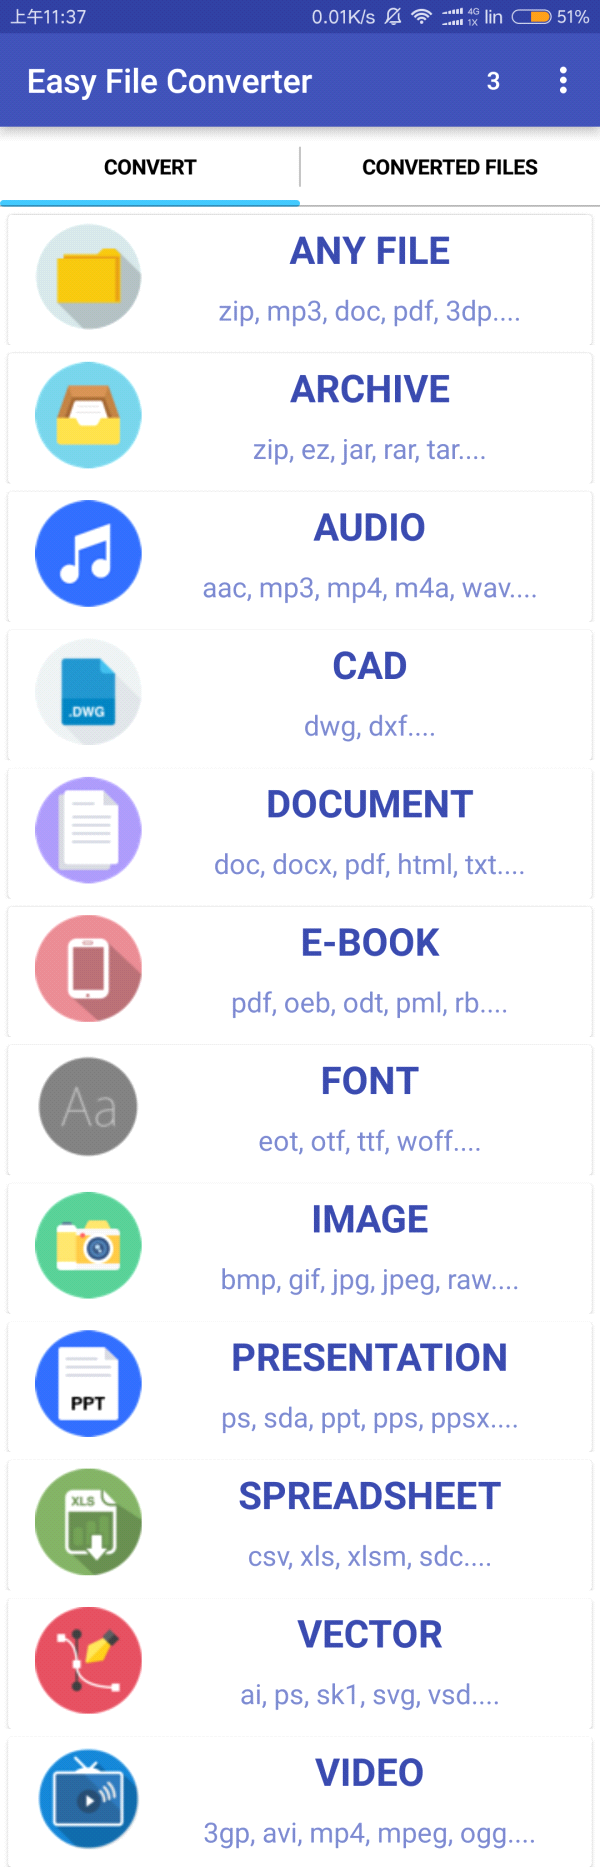 上午11:37
0.01K/s 4G 1X lin 51%
Easy File Converter 3
CONVERT CONVERTED FILES
ANY FILE
zip, mp3, doc, pdf, 3dp....
ARCHIVE
zip, ez, jar, rar, tar....
AUDIO
aac, mp3, mp4, m4a, wav....
.DWG
CAD
dwg, dxf....
DOCUMENT
doc, docx, pdf, html, txt....
E-BOOK
pdf, oeb, odt, pml, rb....
Aa
FONT
eot, otf, ttf, woff....
IMAGE
bmp, gif, jpg, jpeg, raw....
PPT
PRESENTATION
ps, sda, ppt, pps, ppsx....
XLS
SPREADSHEET
csv, xls, xlsm, sdc....
VECTOR
ai, ps, sk1, svg, vsd....
VIDEO
3gp, avi, mp4, mpeg, ogg....